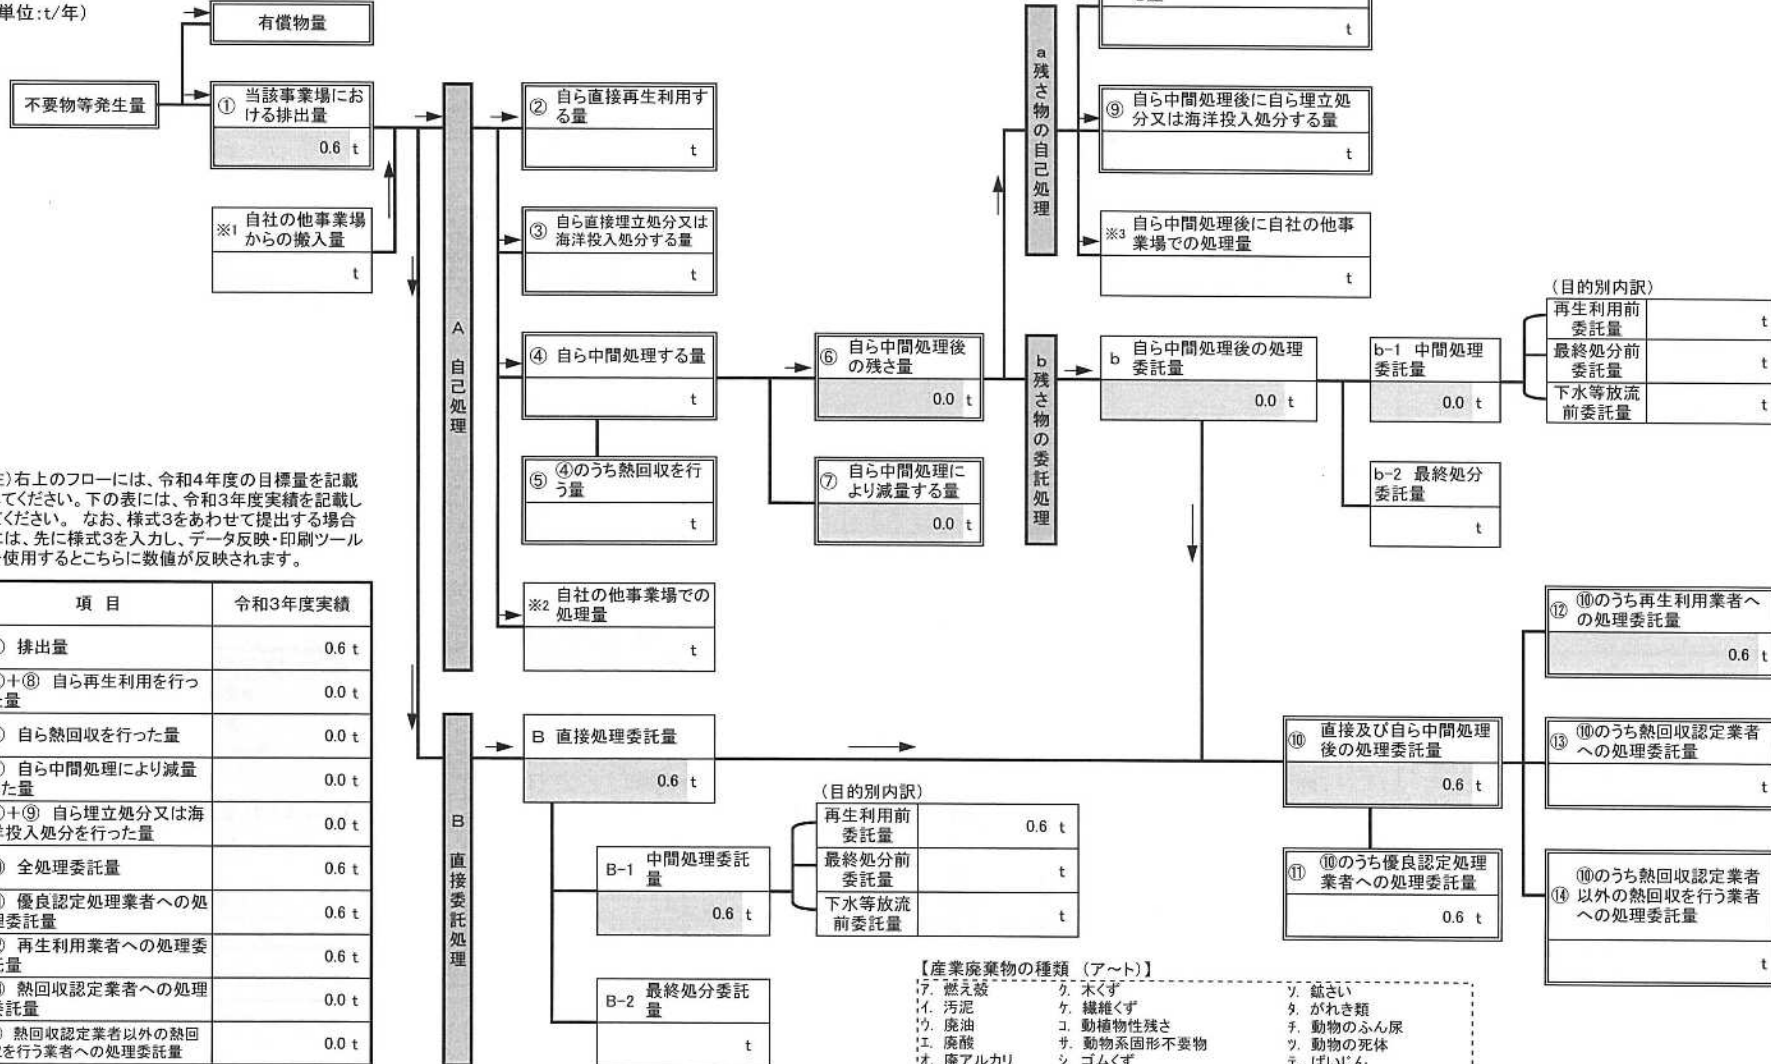 単位:t/年)
有償物量
不要物等発生量
① 当該事業場にお
ける排出量
0.6 t
※1 自社の他事業場
からの搬入量
t
A 自己処理
② 自ら直接再生利用す
る量
t
③ 自ら直接埋立処分又は
海洋投入処分する量
t
④ 自ら中間処理する量
t
⑤ ④のうち熱回収を行
う量
t
※2 自社の他事業場での
処理量
t
⑥ 自ら中間処理後
の残さ量
0.0 t
⑦ 自ら中間処理に
より減量する量
0.0 t
a 残さ物の自己処理
t
⑨ 自ら中間処理後に自ら埋立処
分又は海洋投入処分する量
t
※3 自ら中間処理後に自社の他事
業場での処理量
t
b 残さ物の委託処理
b 自ら中間処理後の処理
委託量
0.0 t
b-1 中間処理
委託量
0.0 t
b-2 最終処分
委託量
t
(目的別内訳)
再生利用前
委託量
t
最終処分前
委託量
t
下水等放流
前委託量
t
)右上のフローには、令和4年度の目標量を記載
てください。下の表には、令和3年度実績を記載し
ください。 なお、様式3をあわせて提出する場合
は、先に様式3を入力し、データ反映・印刷ツール
使用するとこちらに数値が反映されます。
項 目 令和3年度実績
排出量 0.6 t
+⑧ 自ら再生利用を行っ
量 0.0 t
自ら熱回収を行った量 0.0 t
自ら中間処理により減量
た量 0.0 t
+⑨ 自ら埋立処分又は海
投入処分を行った量 0.0 t
全処理委託量 0.6 t
優良認定処理業者への処
委託量 0.6 t
再生利用業者への処理委
量 0.6 t
熱回収認定業者への処理
託量 0.0 t
熱回収認定業者以外の熱回
を行う業者への処理委託量 0.0 t
B 直接委託処理
B 直接処理委託量
0.6 t
B-1 中間処理委託
量
0.6 t
B-2 最終処分委託
量
t
(目的別内訳)
再生利用前
委託量
0.6 t
最終処分前
委託量
t
下水等放流
前委託量
t
⑩ 直接及び自ら中間処理
後の処理委託量
0.6 t
⑪ ⑩のうち優良認定処理
業者への処理委託量
0.6 t
⑫ ⑩のうち再生利用業者へ
の処理委託量
0.6 t
⑬ ⑩のうち熱回収認定業者
への処理委託量
t
⑭ ⑩のうち熱回収認定業者
以外の熱回収を行う業者
への処理委託量
t
【産業廃棄物の種類 (ア~ト)】
ア. 燃え殻
イ. 汚泥
ウ. 廃油
エ. 廃酸
オ. 廃アルカリ
ク. 木くず
ケ. 繊維くず
コ. 動植物性残さ
サ. 動物系固形不要物
シ. ゴムくず
ソ. 鉱さい
タ. がれき類
チ. 動物のふん尿
ツ. 動物の死体
テ. ばいじん